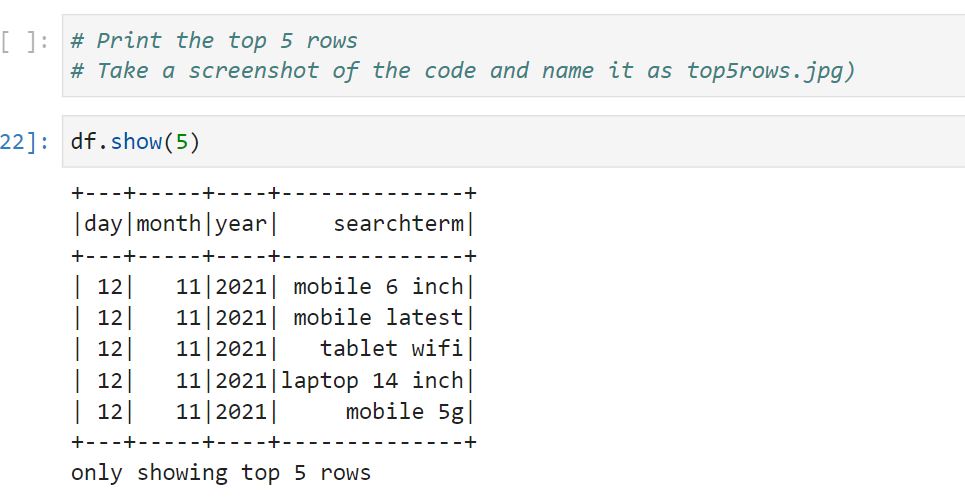 [ ]: # Print the top 5 rows
# Take a screenshot of the code and name it as top5rows.jpg)
22]: df.show(5)
+---+-----+----+--------------+
|day|month|year|    searchterm|
+---+-----+----+--------------+
| 12|   11|2021| mobile 6 inch|
| 12|   11|2021| mobile latest|
| 12|   11|2021|   tablet wifi|
| 12|   11|2021|laptop 14 inch|
| 12|   11|2021|     mobile 5g|
+---+-----+----+--------------+
only showing top 5 rows